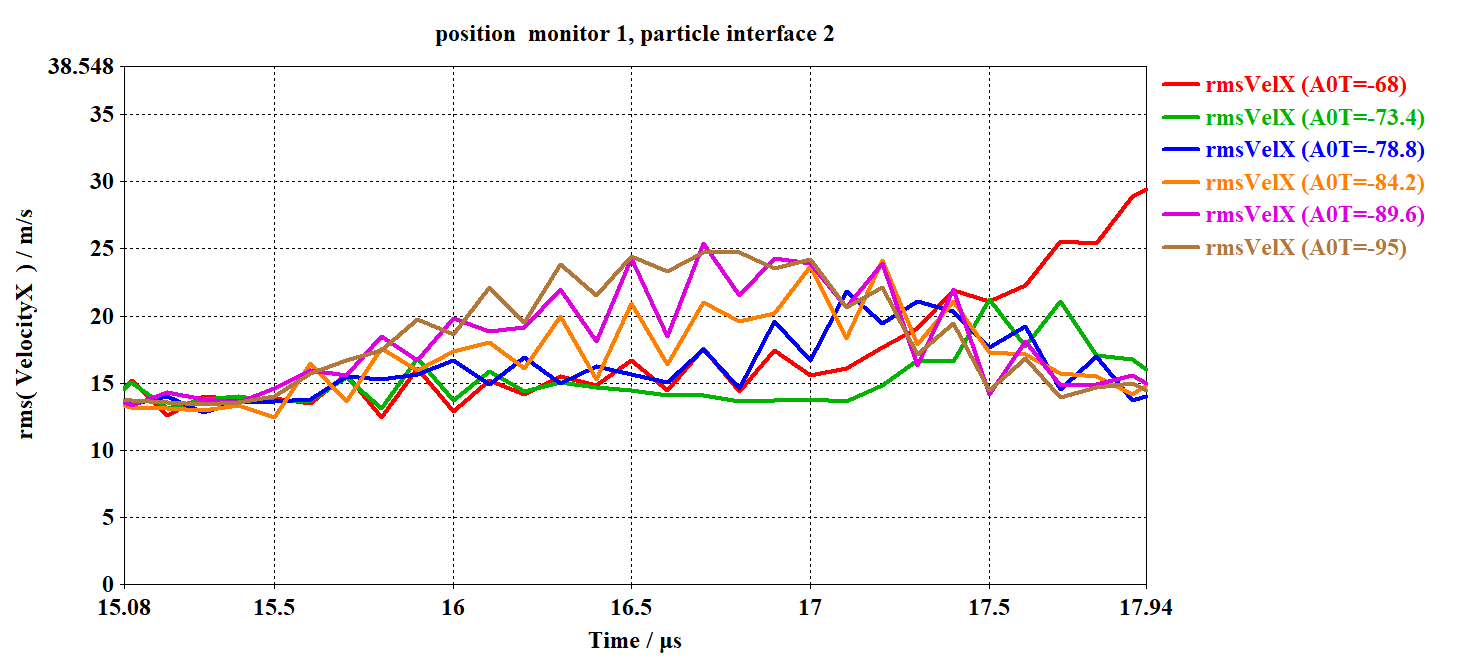 position  monitor 1, particle interface 2
rms( VelocityX  ) / m/s
38.548
35
30
25
20
15
10
5
0
15.08
15.5
16
16.5
17
17.5
17.94
Time / µs
rmsVelX (A0T=-68)
rmsVelX (A0T=-73.4)
rmsVelX (A0T=-78.8)
rmsVelX (A0T=-84.2)
rmsVelX (A0T=-89.6)
rmsVelX (A0T=-95)